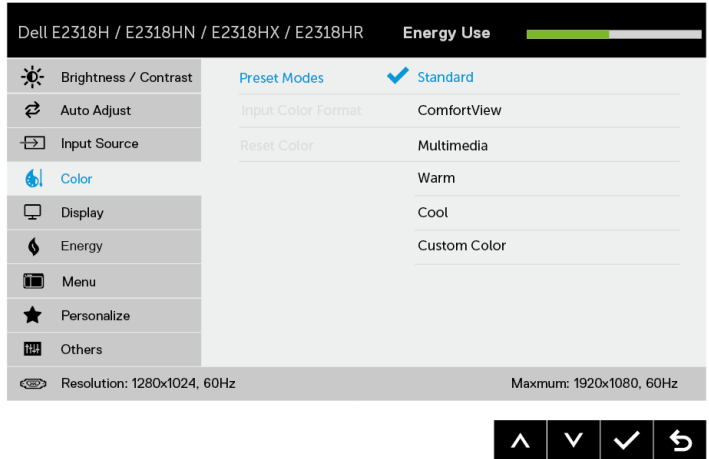 Dell E2318H / E2318HN / E2318HX / E2318HR Energy Use
Brightness / Contrast Preset Modes Standard
Auto Adjust Input Color Format ComfortView
Input Source Reset Color Multimedia
Color Warm
Display Cool
Energy Custom Color
Menu
Personalize
Others
Resolution: 1280x1024, 60Hz Maxmum: 1920x1080, 60Hz